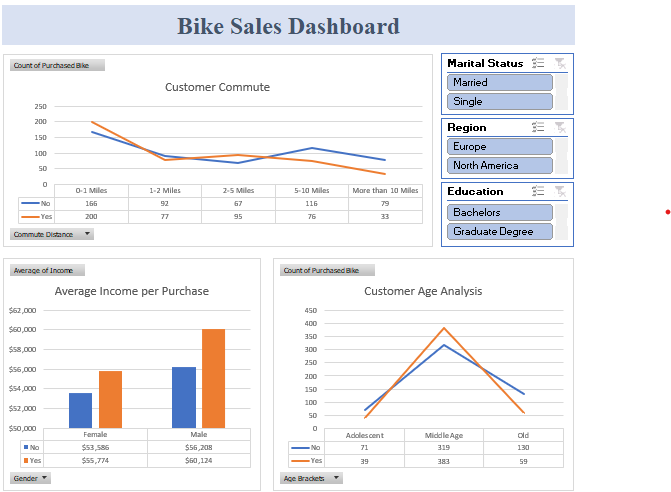 Bike Sales Dashboard
Count of Purchased Bike
Customer Commute
250
200
150
100
50
0
0-1 Miles 1-2 Miles 2-5 Miles 5-10 Miles More than 10 Miles
No 166 92 67 116 79
Yes 200 77 95 76 33
Commute Distance
Marital Status
Married
Single
Region
Europe
North America
Education
Bachelors
Graduate Degree
Average of Income
Average Income per Purchase
$62,000
$60,000
$58,000
$56,000
$54,000
$52,000
$50,000
Female Male
No $53,586 $56,208
Yes $55,774 $60,124
Gender
Count of Purchased Bike
Customer Age Analysis
450
400
350
300
250
200
150
100
50
0
Adolescent Middle Age Old
No 71 319 130
Yes 39 383 59
Age Brackets